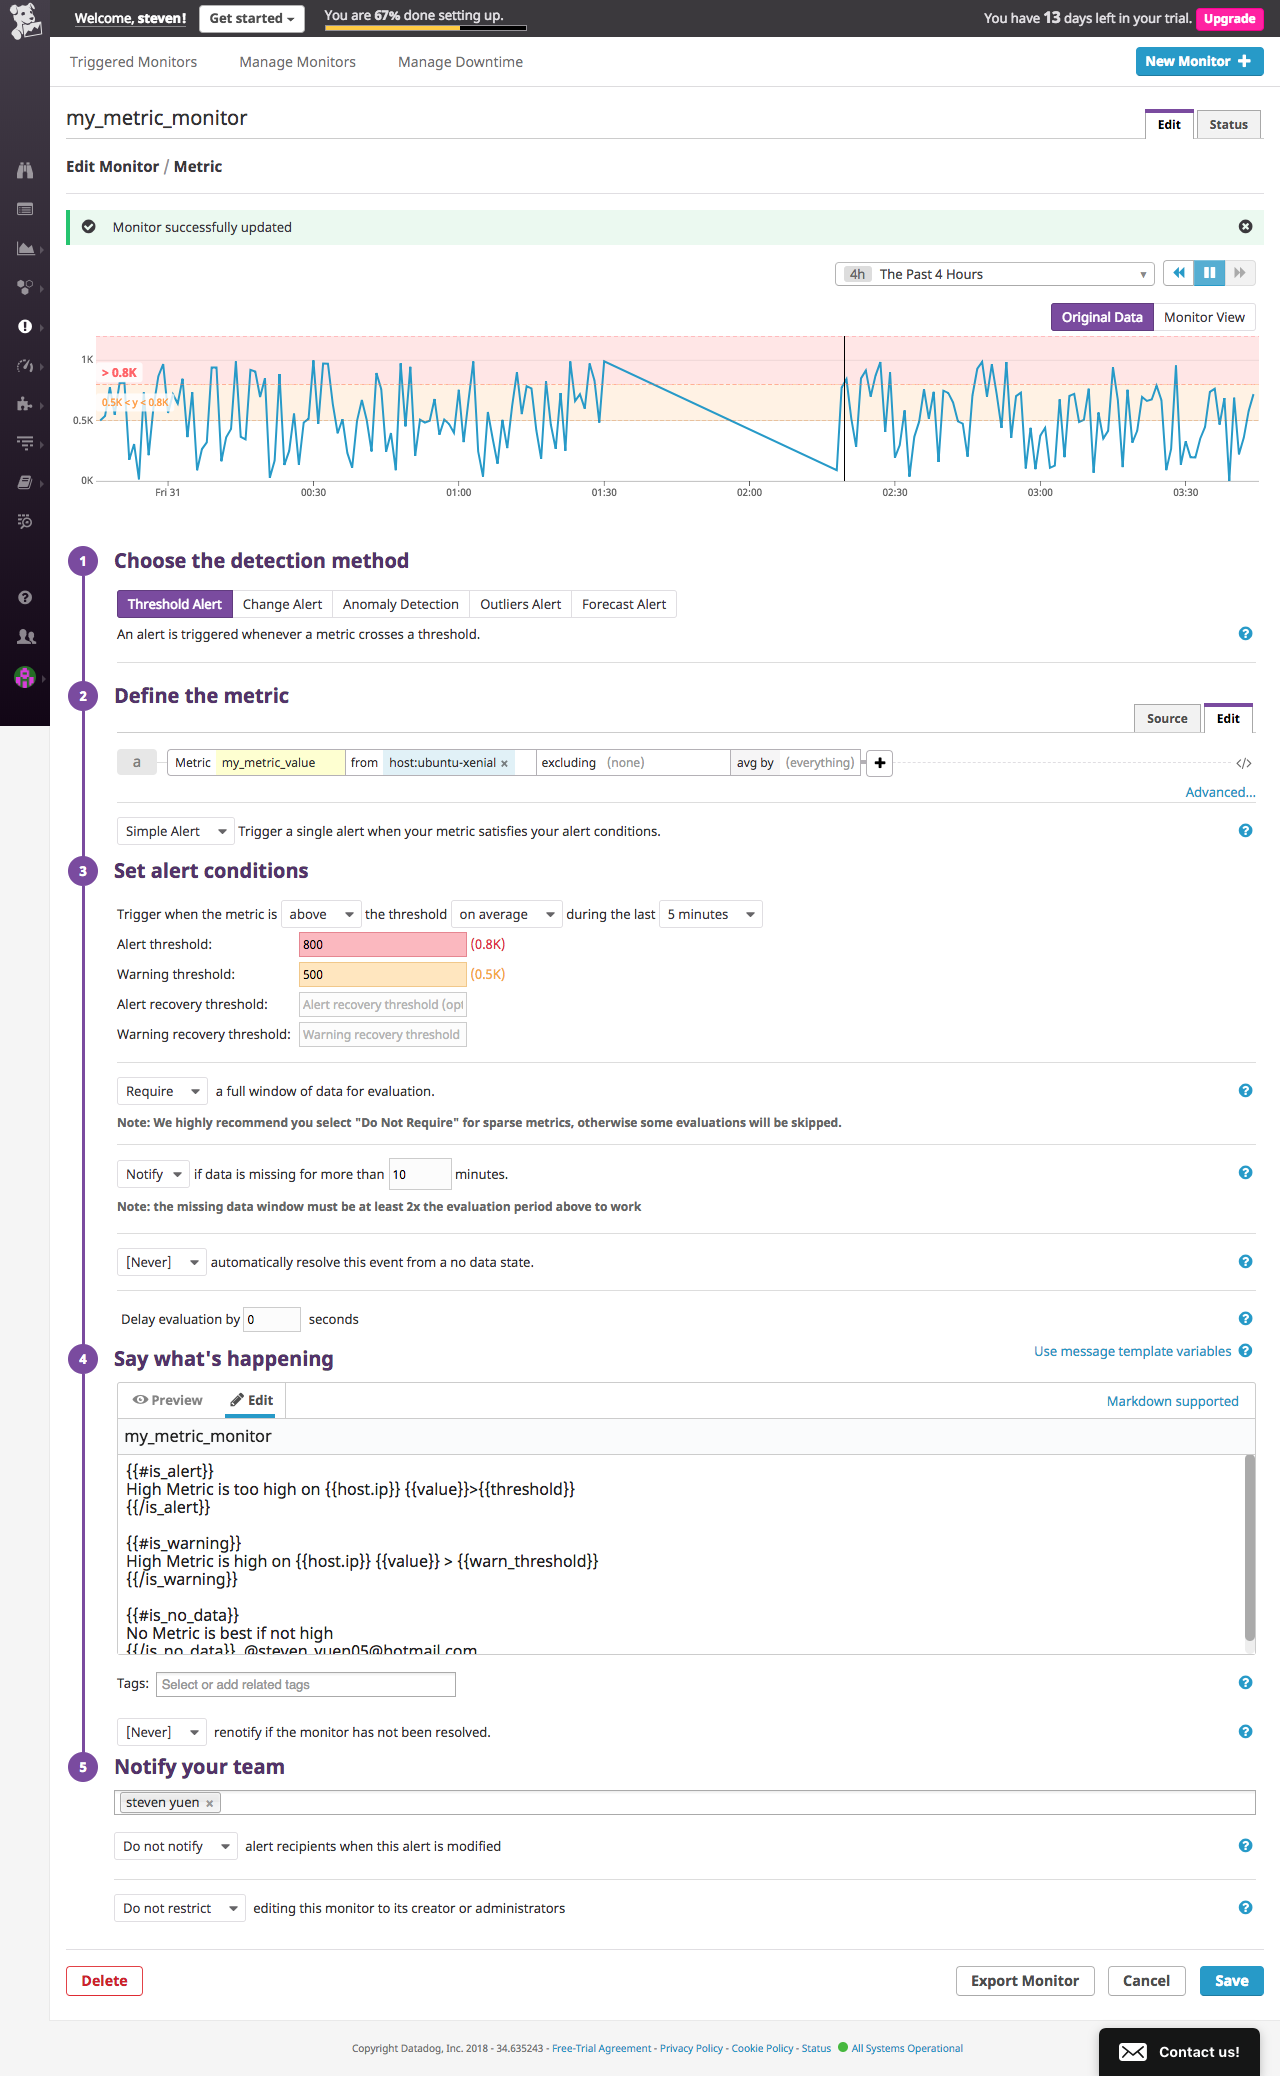 Welcome, steven!
Get started
You are 67% done setting up.
You have 13 days left in your trial. Upgrade
Triggered Monitors Manage Monitors Manage Downtime
New Monitor +
my_metric_monitor
Edit Status
Edit Monitor / Metric
Monitor successfully updated
4h The Past 4 Hours
Original Data Monitor View
1K
> 0.8K
0.5K < y < 0.8K
0.5K
0K
Fri 31 00:30 01:00 01:30 02:00 02:30 03:00 03:30
1 Choose the detection method
Threshold Alert Change Alert Anomaly Detection Outliers Alert Forecast Alert
An alert is triggered whenever a metric crosses a threshold.
2 Define the metric
Source Edit
a Metric my_metric_value from host:ubuntu-xenial × excluding (none) avg by (everything) + </>
Advanced...
Simple Alert Trigger a single alert when your metric satisfies your alert conditions.
3 Set alert conditions
Trigger when the metric is above the threshold on average during the last 5 minutes
Alert threshold: 800 (0.8K)
Warning threshold: 500 (0.5K)
Alert recovery threshold: Alert recovery threshold (opt
Warning recovery threshold: Warning recovery threshold
Require a full window of data for evaluation.
Note: We highly recommend you select "Do Not Require" for sparse metrics, otherwise some evaluations will be skipped.
Notify if data is missing for more than 10 minutes.
Note: the missing data window must be at least 2x the evaluation period above to work
[Never] automatically resolve this event from a no data state.
Delay evaluation by 0 seconds
4 Say what's happening
Use message template variables
Preview Edit
Markdown supported
my_metric_monitor
{{#is_alert}}
High Metric is too high on {{host.ip}} {{value}}>{{threshold}}
{{/is_alert}}
{{#is_warning}}
High Metric is high on {{host.ip}} {{value}} > {{warn_threshold}}
{{/is_warning}}
{{#is_no_data}}
No Metric is best if not high
{{/is_no_data}} @steven_yuen05@hotmail.com
Tags: Select or add related tags
[Never] renotify if the monitor has not been resolved.
5 Notify your team
steven yuen ×
Do not notify alert recipients when this alert is modified
Do not restrict editing this monitor to its creator or administrators
Delete
Export Monitor Cancel Save
Copyright Datadog, Inc. 2018 - 34.635243 - Free-Trial Agreement - Privacy Policy - Cookie Policy - Status All Systems Operational
Contact us!